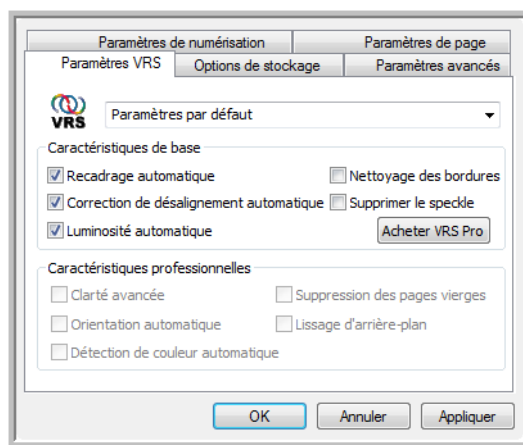 Paramètres de numérisation Paramètres de page
Paramètres VRS Options de stockage Paramètres avancés
VRS Paramètres par défaut
Caractéristiques de base
Recadrage automatique Nettoyage des bordures
Correction de désalignement automatique Supprimer le speckle
Luminosité automatique Acheter VRS Pro
Caractéristiques professionnelles
Clarté avancée Suppression des pages vierges
Orientation automatique Lissage d'arrière-plan
Détection de couleur automatique
OK Annuler Appliquer